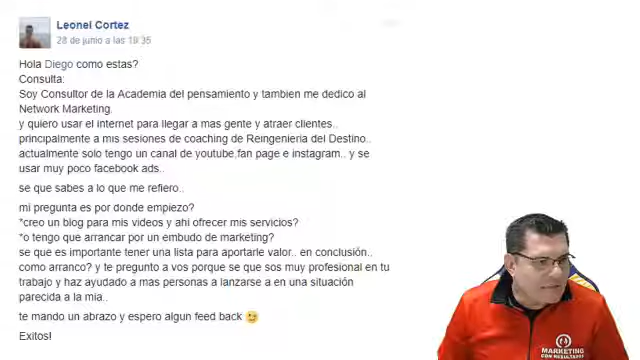 Leonel Cortez
28 de junio a las 19:35
Hola Diego como estas?
Consulta:
Soy Consultor de la Academia del pensamiento y tambien me dedico al
Network Marketing.
y quiero usar el internet para llegar a mas gente y atraer clientes..
principalmente a mis sesiones de coaching de Reingenieria del Destino..
actualmente solo tengo un canal de youtube,fan page e instagram.. y se
usar muy poco facebook ads..
se que sabes a lo que me refiero..
mi pregunta es por donde empiezo?
*creo un blog para mis videos y ahi ofrecer mis servicios?
*o tengo que arrancar por un embudo de marketing?
se que es importante tener una lista para aportarle valor.. en conclusión..
como arranco? y te pregunto a vos porque se que sos muy profesional en tu
trabajo y haz ayudado a mas personas a lanzarse a en una situación
parecida a la mia..
te mando un abrazo y espero algun feed back 😉
Exitos!
MARKETING
CON RESULTADOS